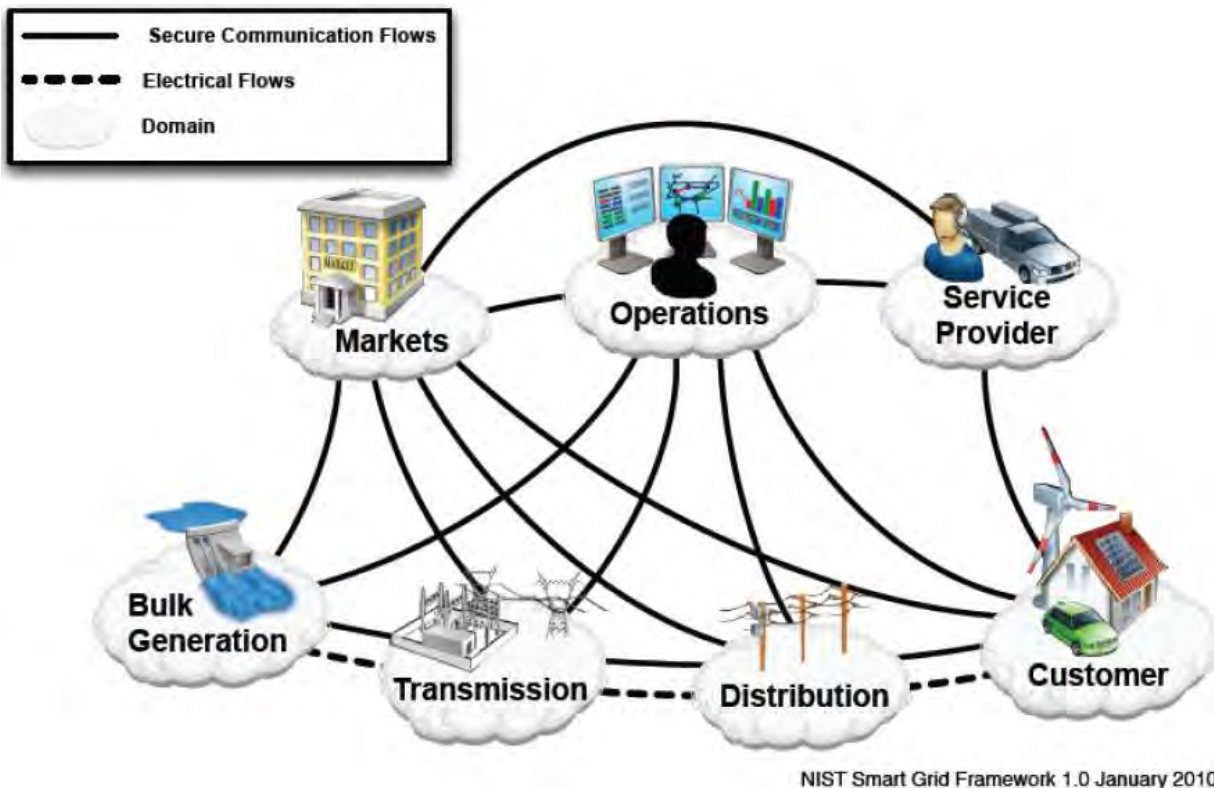 Secure Communication Flows
Electrical Flows
Domain
MARKET
Markets
Operations
Service
Provider
Bulk
Generation
Transmission
Distribution
Customer
NIST Smart Grid Framework 1.0 January 2010